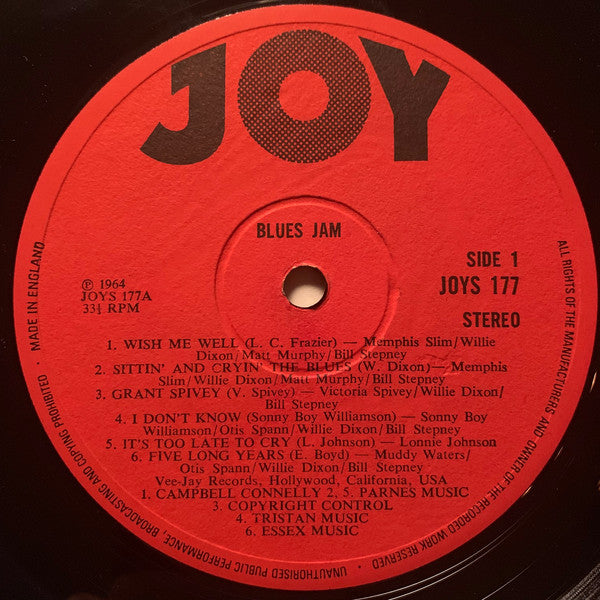 JOY
BLUES JAM
SIDE 1
JOYS 177
STEREO
℗ 1964
JOYS 177A
33⅓ RPM
1. WISH ME WELL (L. C. Frazier) — Memphis Slim/Willie
Dixon/Matt Murphy/Bill Stepney
2. SITTIN' AND CRYIN' THE BLUES (W. Dixon)— Memphis
Slim/Willie Dixon/Matt Murphy/Bill Stepney
3. GRANT SPIVEY (V. Spivey) — Victoria Spivey/Willie Dixon/
Bill Stepney
4. I DON'T KNOW (Sonny Boy Williamson) — Sonny Boy
Williamson/Otis Spann/Willie Dixon/Bill Stepney
5. IT'S TOO LATE TO CRY (L. Johnson) — Lonnie Johnson
6. FIVE LONG YEARS (E. Boyd) — Muddy Waters/
Otis Spann/Willie Dixon/Bill Stepney
Vee-Jay Records, Hollywood, California, USA
1. CAMPBELL CONNELLY 2, 5. PARNES MUSIC
3. COPYRIGHT CONTROL
4. TRISTAN MUSIC
6. ESSEX MUSIC
ALL RIGHTS OF THE MANUFACTURERS AND OWNER OF THE RECORDED WORK RESERVED · UNAUTHORISED PUBLIC PERFORMANCE, BROADCASTING AND COPYING PROHIBITED · MADE IN ENGLAND